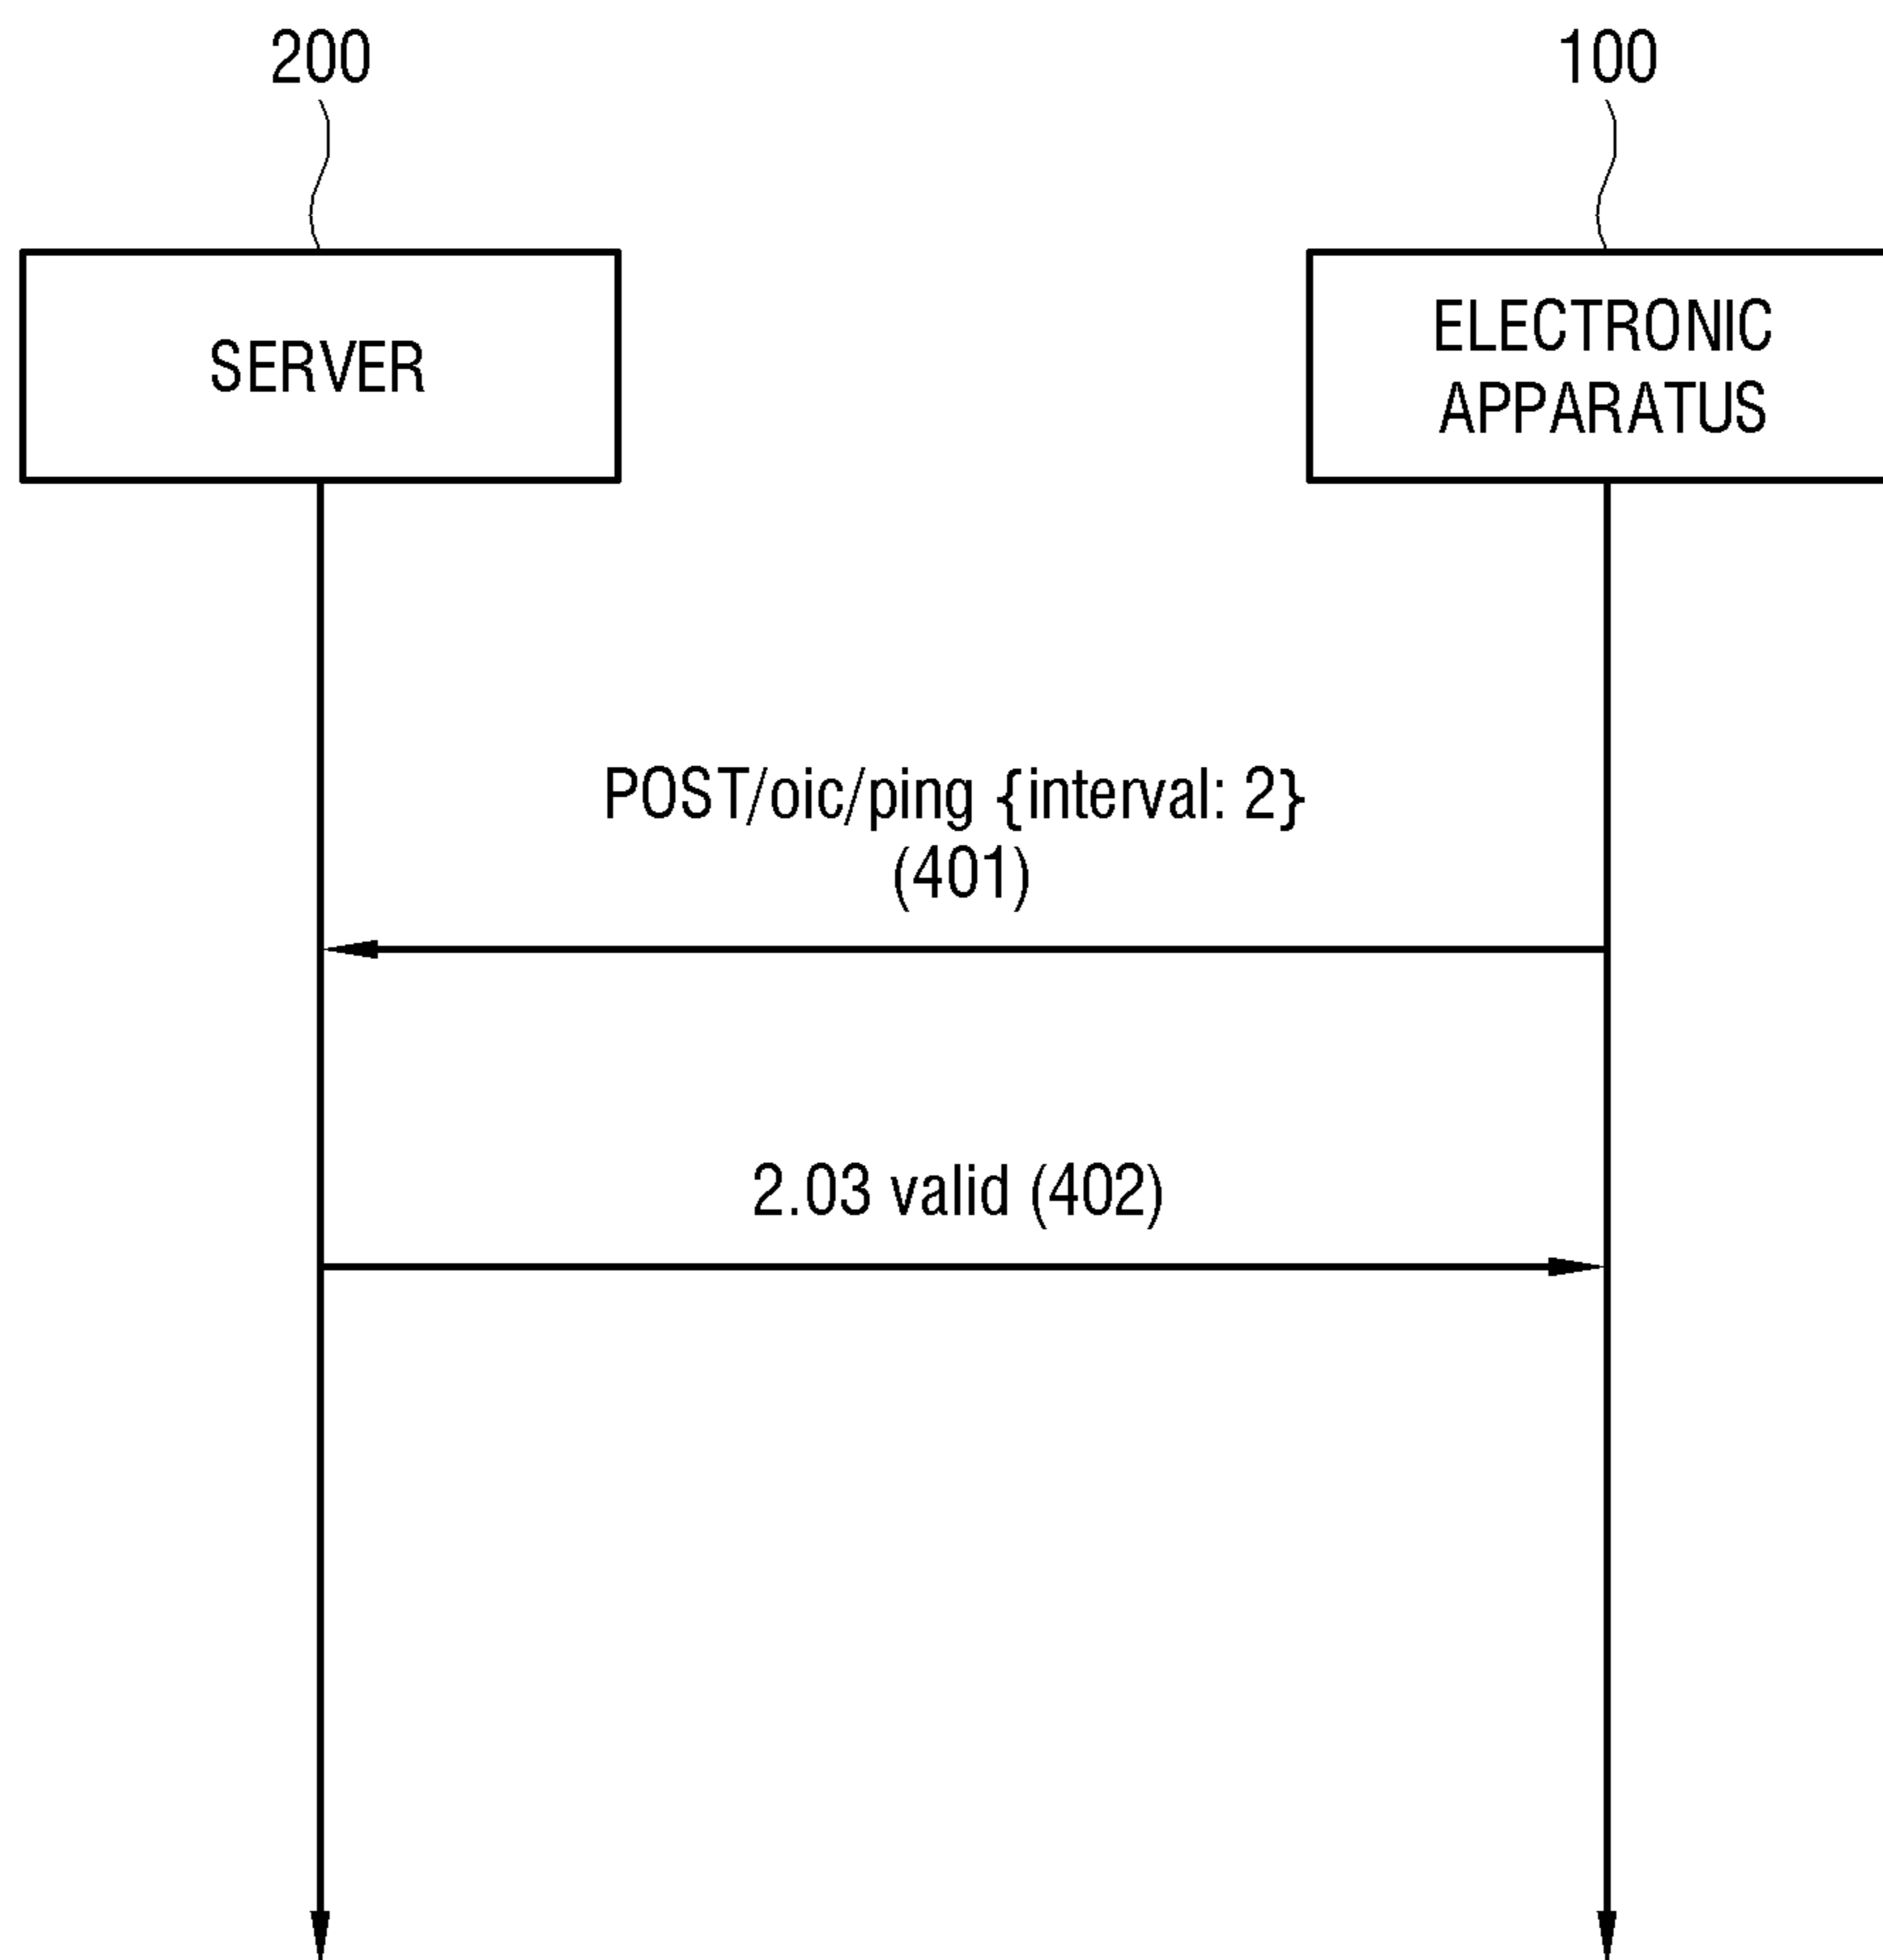 200
100
SERVER
ELECTRONIC
APPARATUS
POST/oic/ping {interval: 2}
(401)
2.03 valid (402)